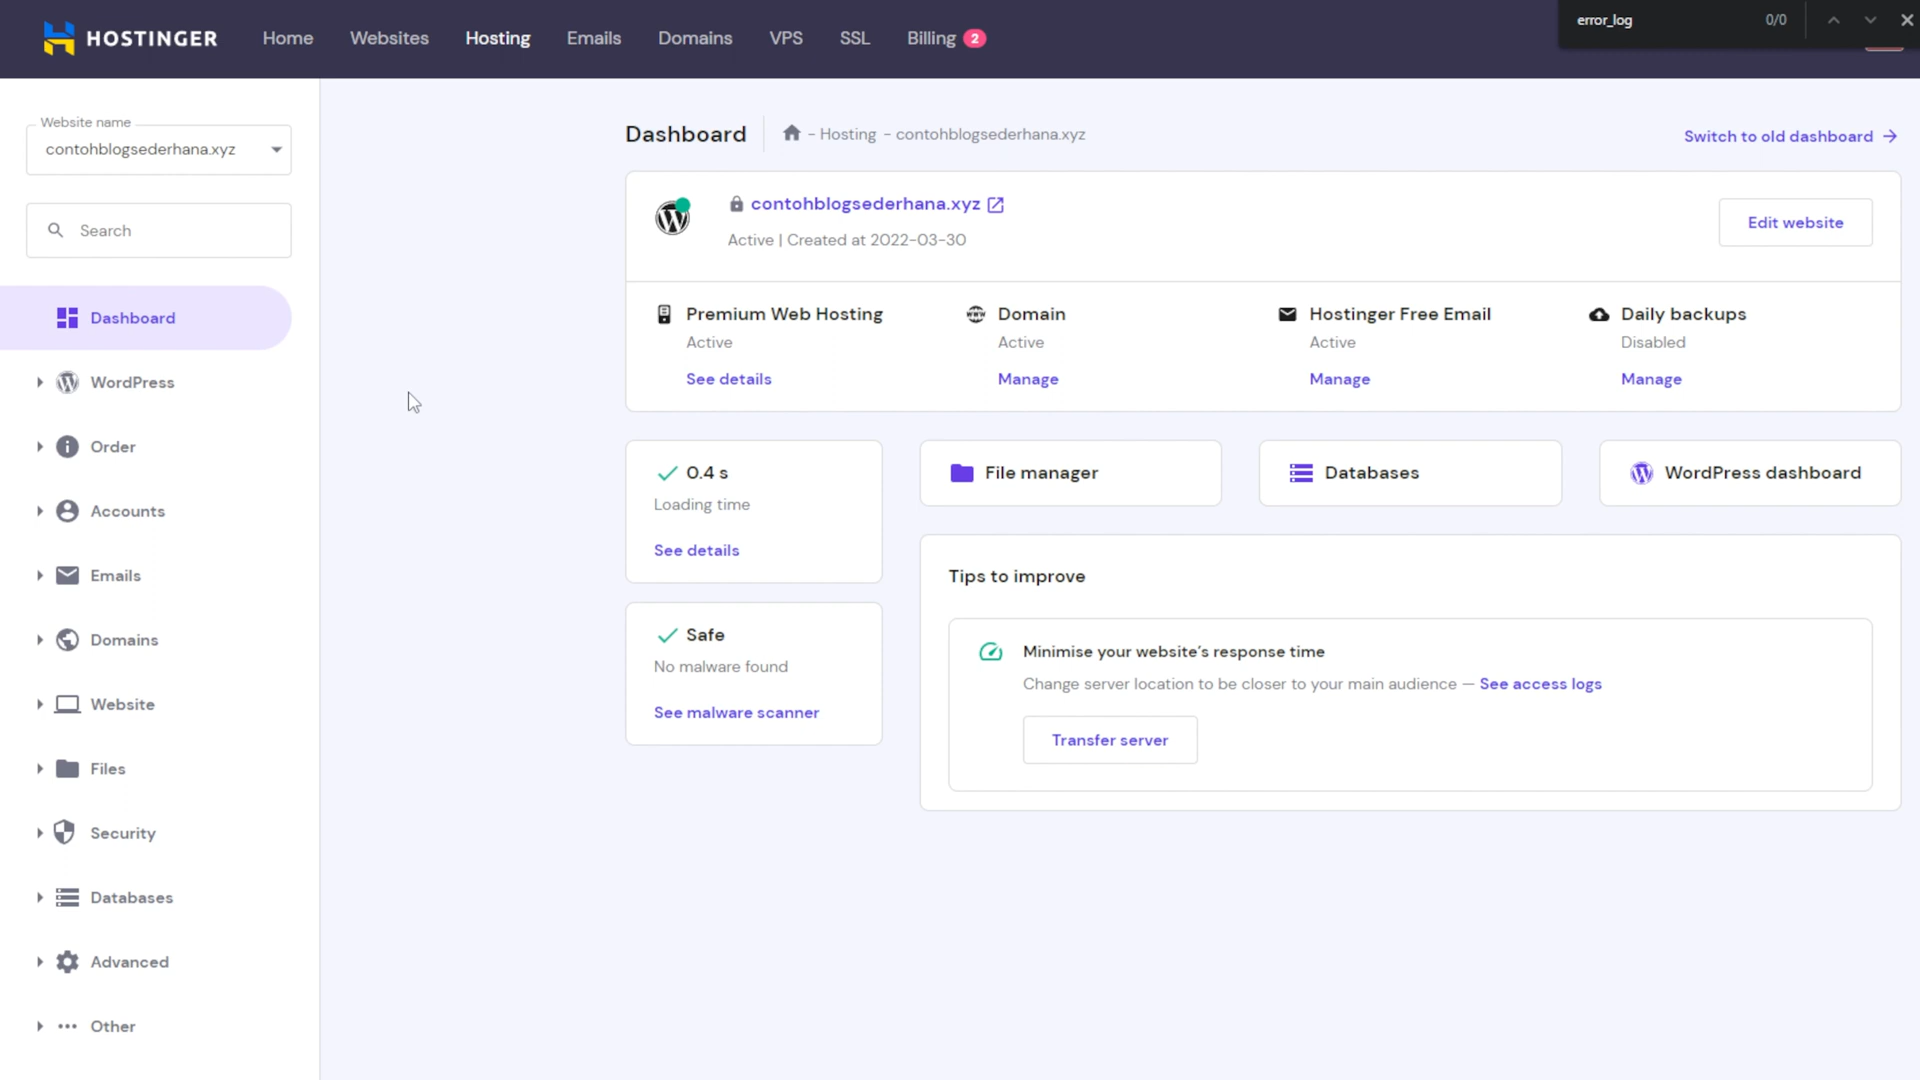 HOSTINGER
Home
Websites
Hosting
Emails
Domains
VPS
SSL
Billing 2
error_log
0/0
Website name
contohblogsederhana.xyz
Search
Dashboard
WordPress
Order
Accounts
Emails
Domains
Website
Files
Security
Databases
Advanced
Other
Dashboard
- Hosting - contohblogsederhana.xyz
Switch to old dashboard
contohblogsederhana.xyz
Active | Created at 2022-03-30
Edit website
Premium Web Hosting
Active
See details
Domain
Active
Manage
Hostinger Free Email
Active
Manage
Daily backups
Disabled
Manage
0.4 s
Loading time
See details
File manager
Databases
WordPress dashboard
Safe
No malware found
See malware scanner
Tips to improve
Minimise your website's response time
Change server location to be closer to your main audience — See access logs
Transfer server